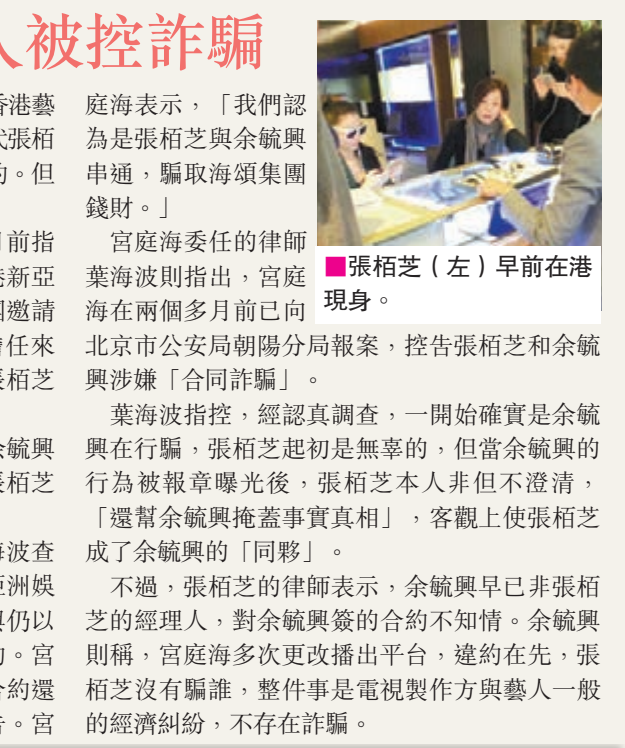 人被控詐騙
香港藝
代張栢
約。但
月前指
港新亞
團邀請
擔任來
張栢芝
余毓興
張栢芝
海波查
亞洲娛
興仍以
約。宮
合約還
告。宮
庭海表示，「我們認
為是張栢芝與余毓興
串通，騙取海頌集團
錢財。」
宮庭海委任的律師
葉海波則指出，宮庭
海在兩個多月前已向
北京市公安局朝陽分局報案，控告張栢芝和余毓
興涉嫌「合同詐騙」。
葉海波指控，經認真調查，一開始確實是余毓
興在行騙，張栢芝起初是無辜的，但當余毓興的
行為被報章曝光後，張栢芝本人非但不澄清，
「還幫余毓興掩蓋事實真相」，客觀上使張栢芝
成了余毓興的「同夥」。
不過，張栢芝的律師表示，余毓興早已非張栢
芝的經理人，對余毓興簽的合約不知情。余毓興
則稱，宮庭海多次更改播出平台，違約在先，張
栢芝沒有騙誰，整件事是電視製作方與藝人一般
的經濟糾紛，不存在詐騙。
■張栢芝（左）早前在港
現身。